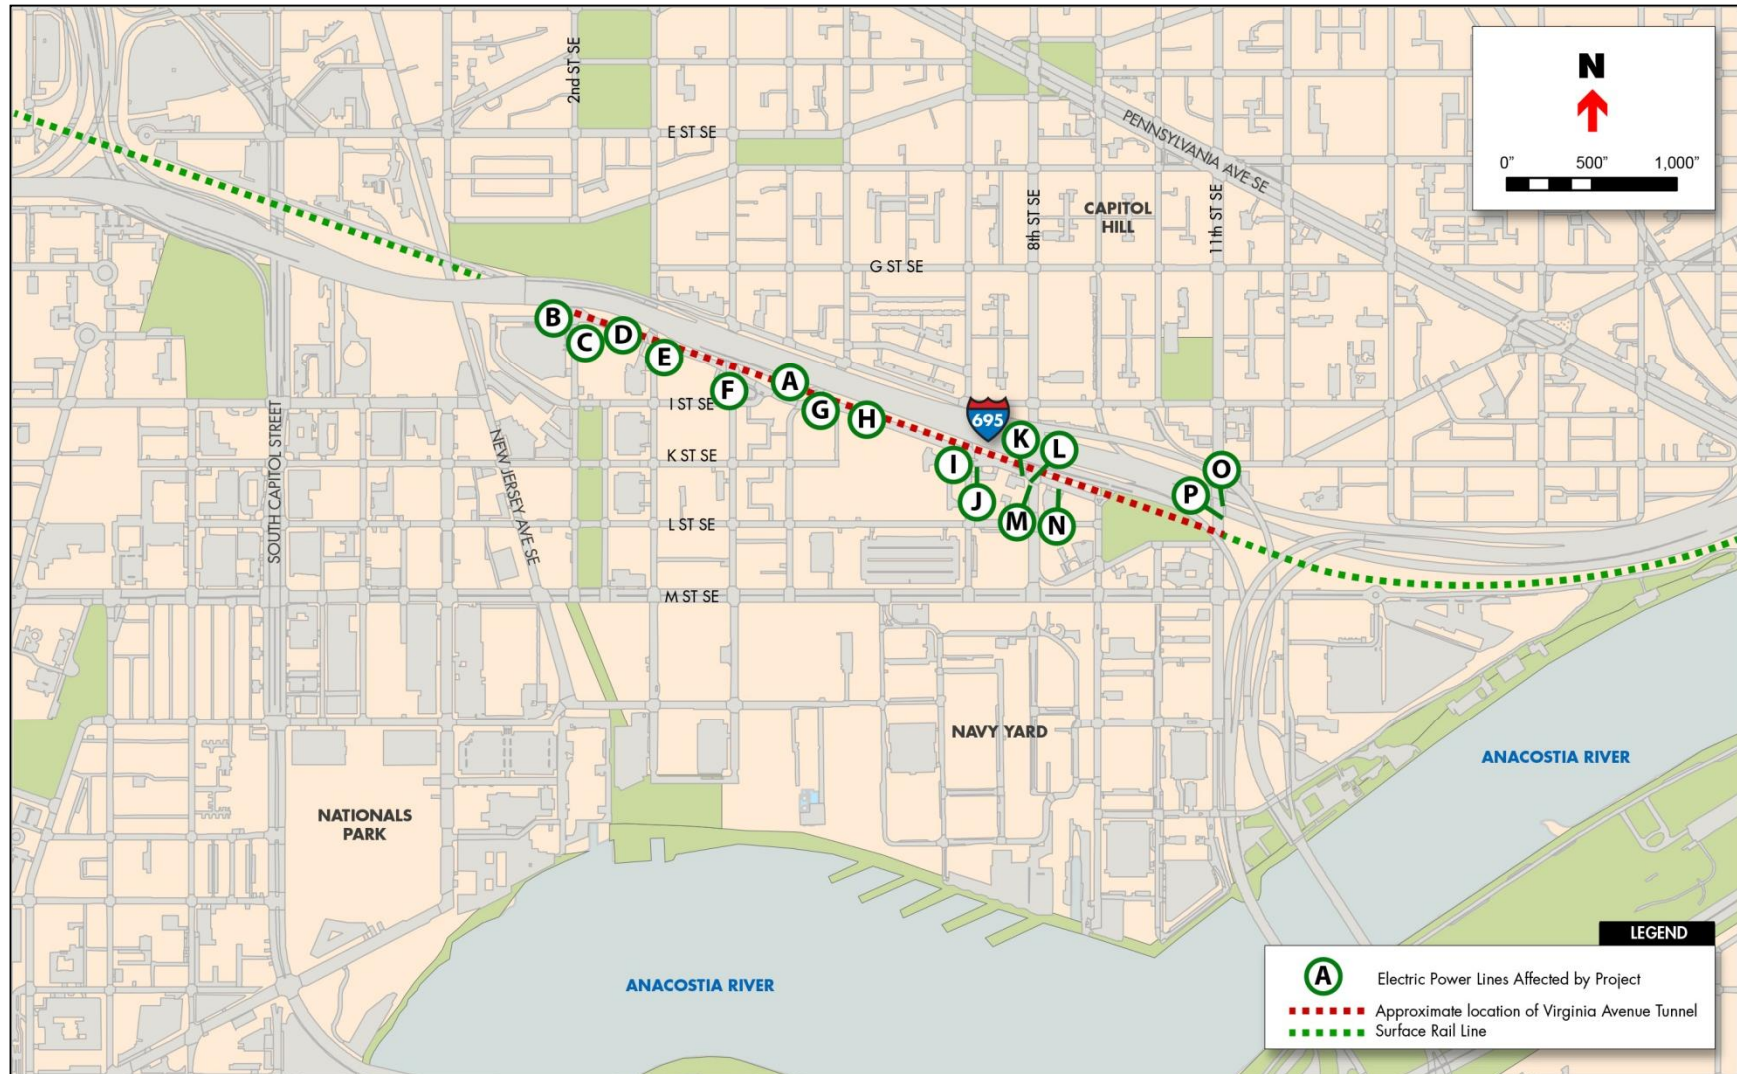 2nd ST SE
E ST SE
PENNSYLVANIA AVE SE
N
0” 500” 1,000”
8th ST SE
CAPITOL
HILL
11th ST SE
G ST SE
B
C
D
E
F
A
G
H
I ST SE
695
K
L
I
J
M
N
O
P
K ST SE
L ST SE
M ST SE
SOUTH CAPITOL STREET
NEW JERSEY AVE SE
NAVY YARD
NATIONALS
PARK
ANACOSTIA RIVER
ANACOSTIA RIVER
LEGEND
A Electric Power Lines Affected by Project
Approximate location of Virginia Avenue Tunnel
Surface Rail Line